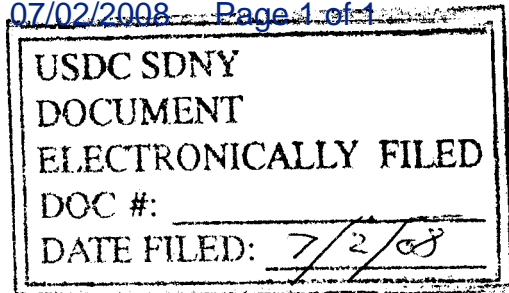 07/02/2008 Page 1 of 1
USDC SDNY
DOCUMENT
ELECTRONICALLY FILED
DOC #:
DATE FILED: 7/2/08